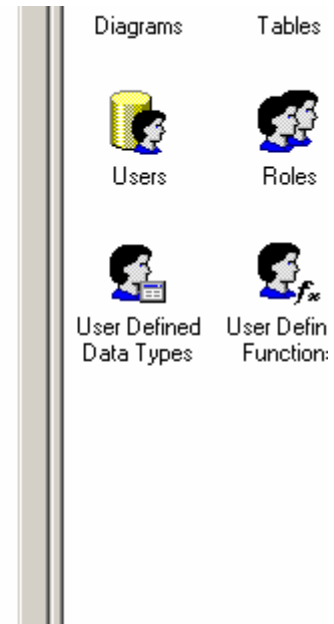 Diagrams Tables
Users Roles
User Defined User Defin
Data Types Function